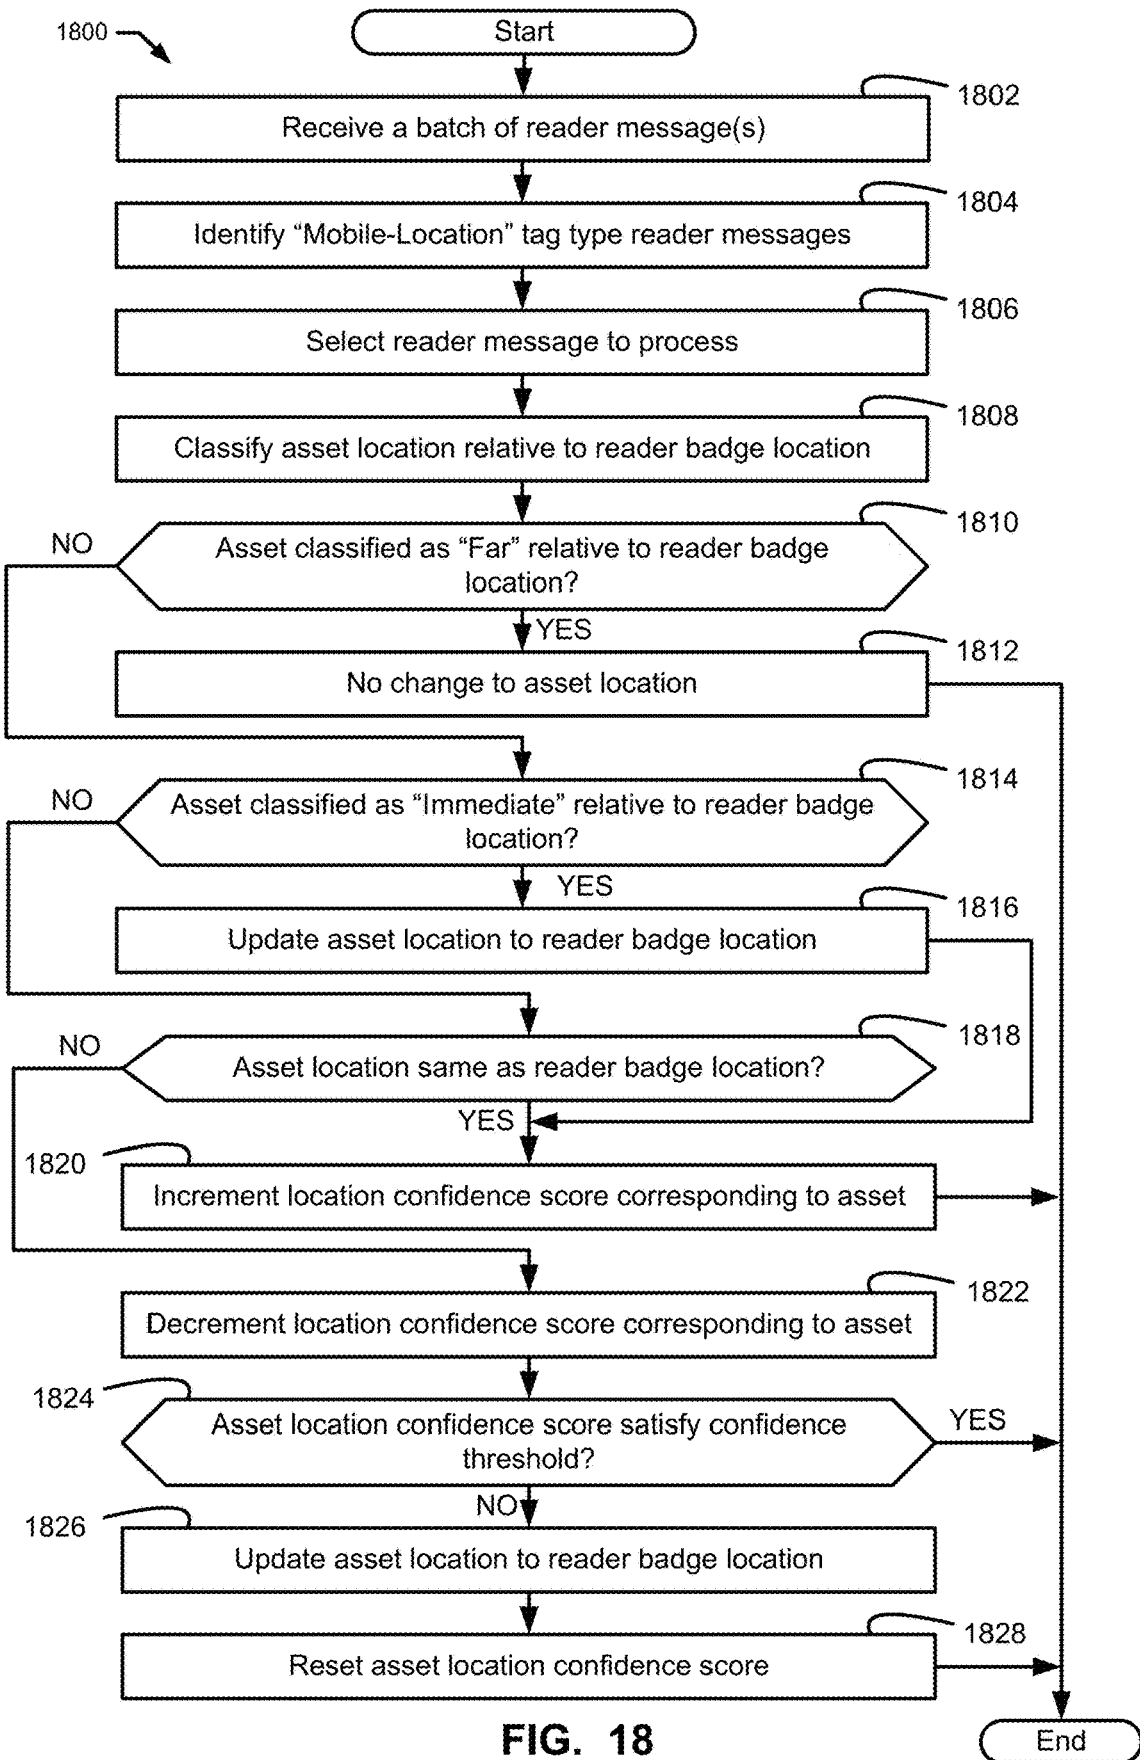 1800
Start
1802
Receive a batch of reader message(s)
1804
Identify “Mobile-Location” tag type reader messages
1806
Select reader message to process
1808
Classify asset location relative to reader badge location
1810
NO
Asset classified as “Far” relative to reader badge
location?
YES
1812
No change to asset location
1814
NO
Asset classified as “Immediate” relative to reader badge
location?
YES
1816
Update asset location to reader badge location
1818
NO
Asset location same as reader badge location?
YES
1820
Increment location confidence score corresponding to asset
1822
Decrement location confidence score corresponding to asset
1824
Asset location confidence score satisfy confidence
threshold?
YES
NO
1826
Update asset location to reader badge location
1828
Reset asset location confidence score
FIG. 18
End